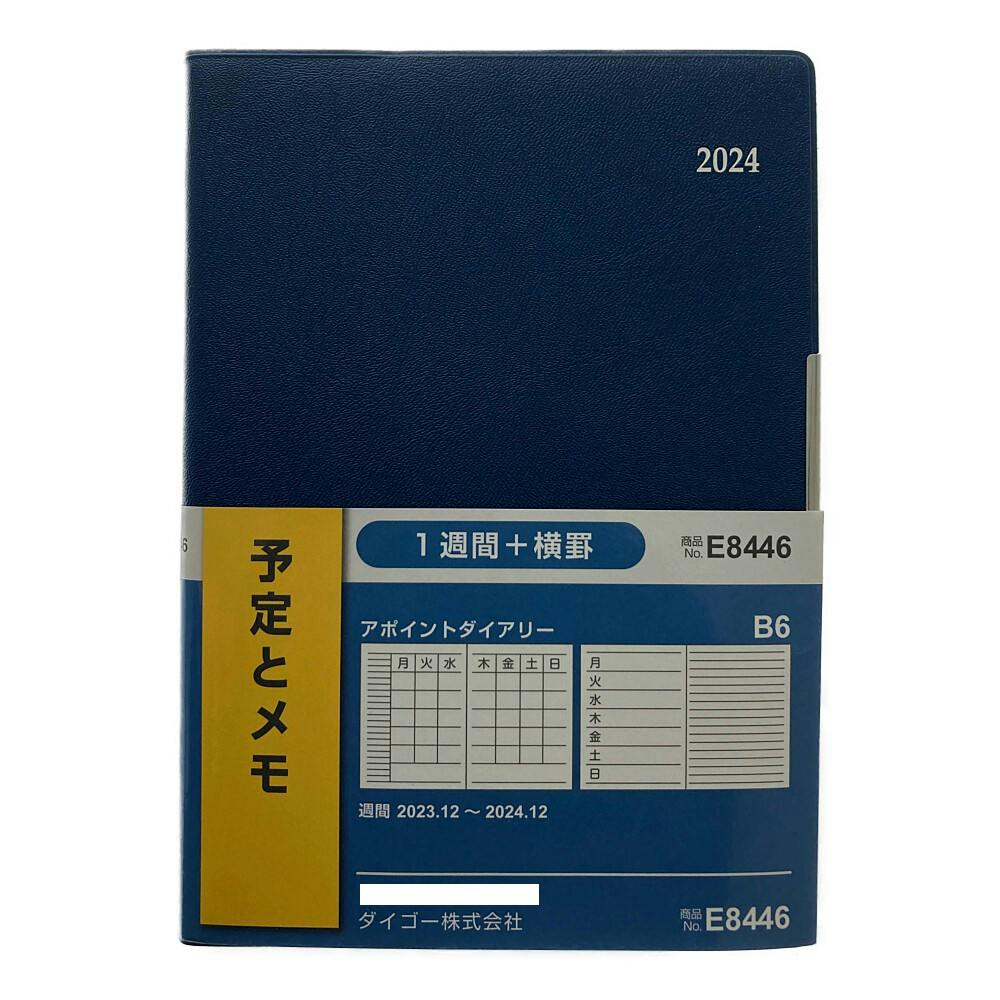 2024
予定とメモ
1週間＋横罫
商品No. E8446
アポイントダイアリー
B6
月 火 水 木 金 土 日
月
火
水
木
金
土
日
週間 2023.12 〜 2024.12
ダイゴー株式会社
商品No. E8446